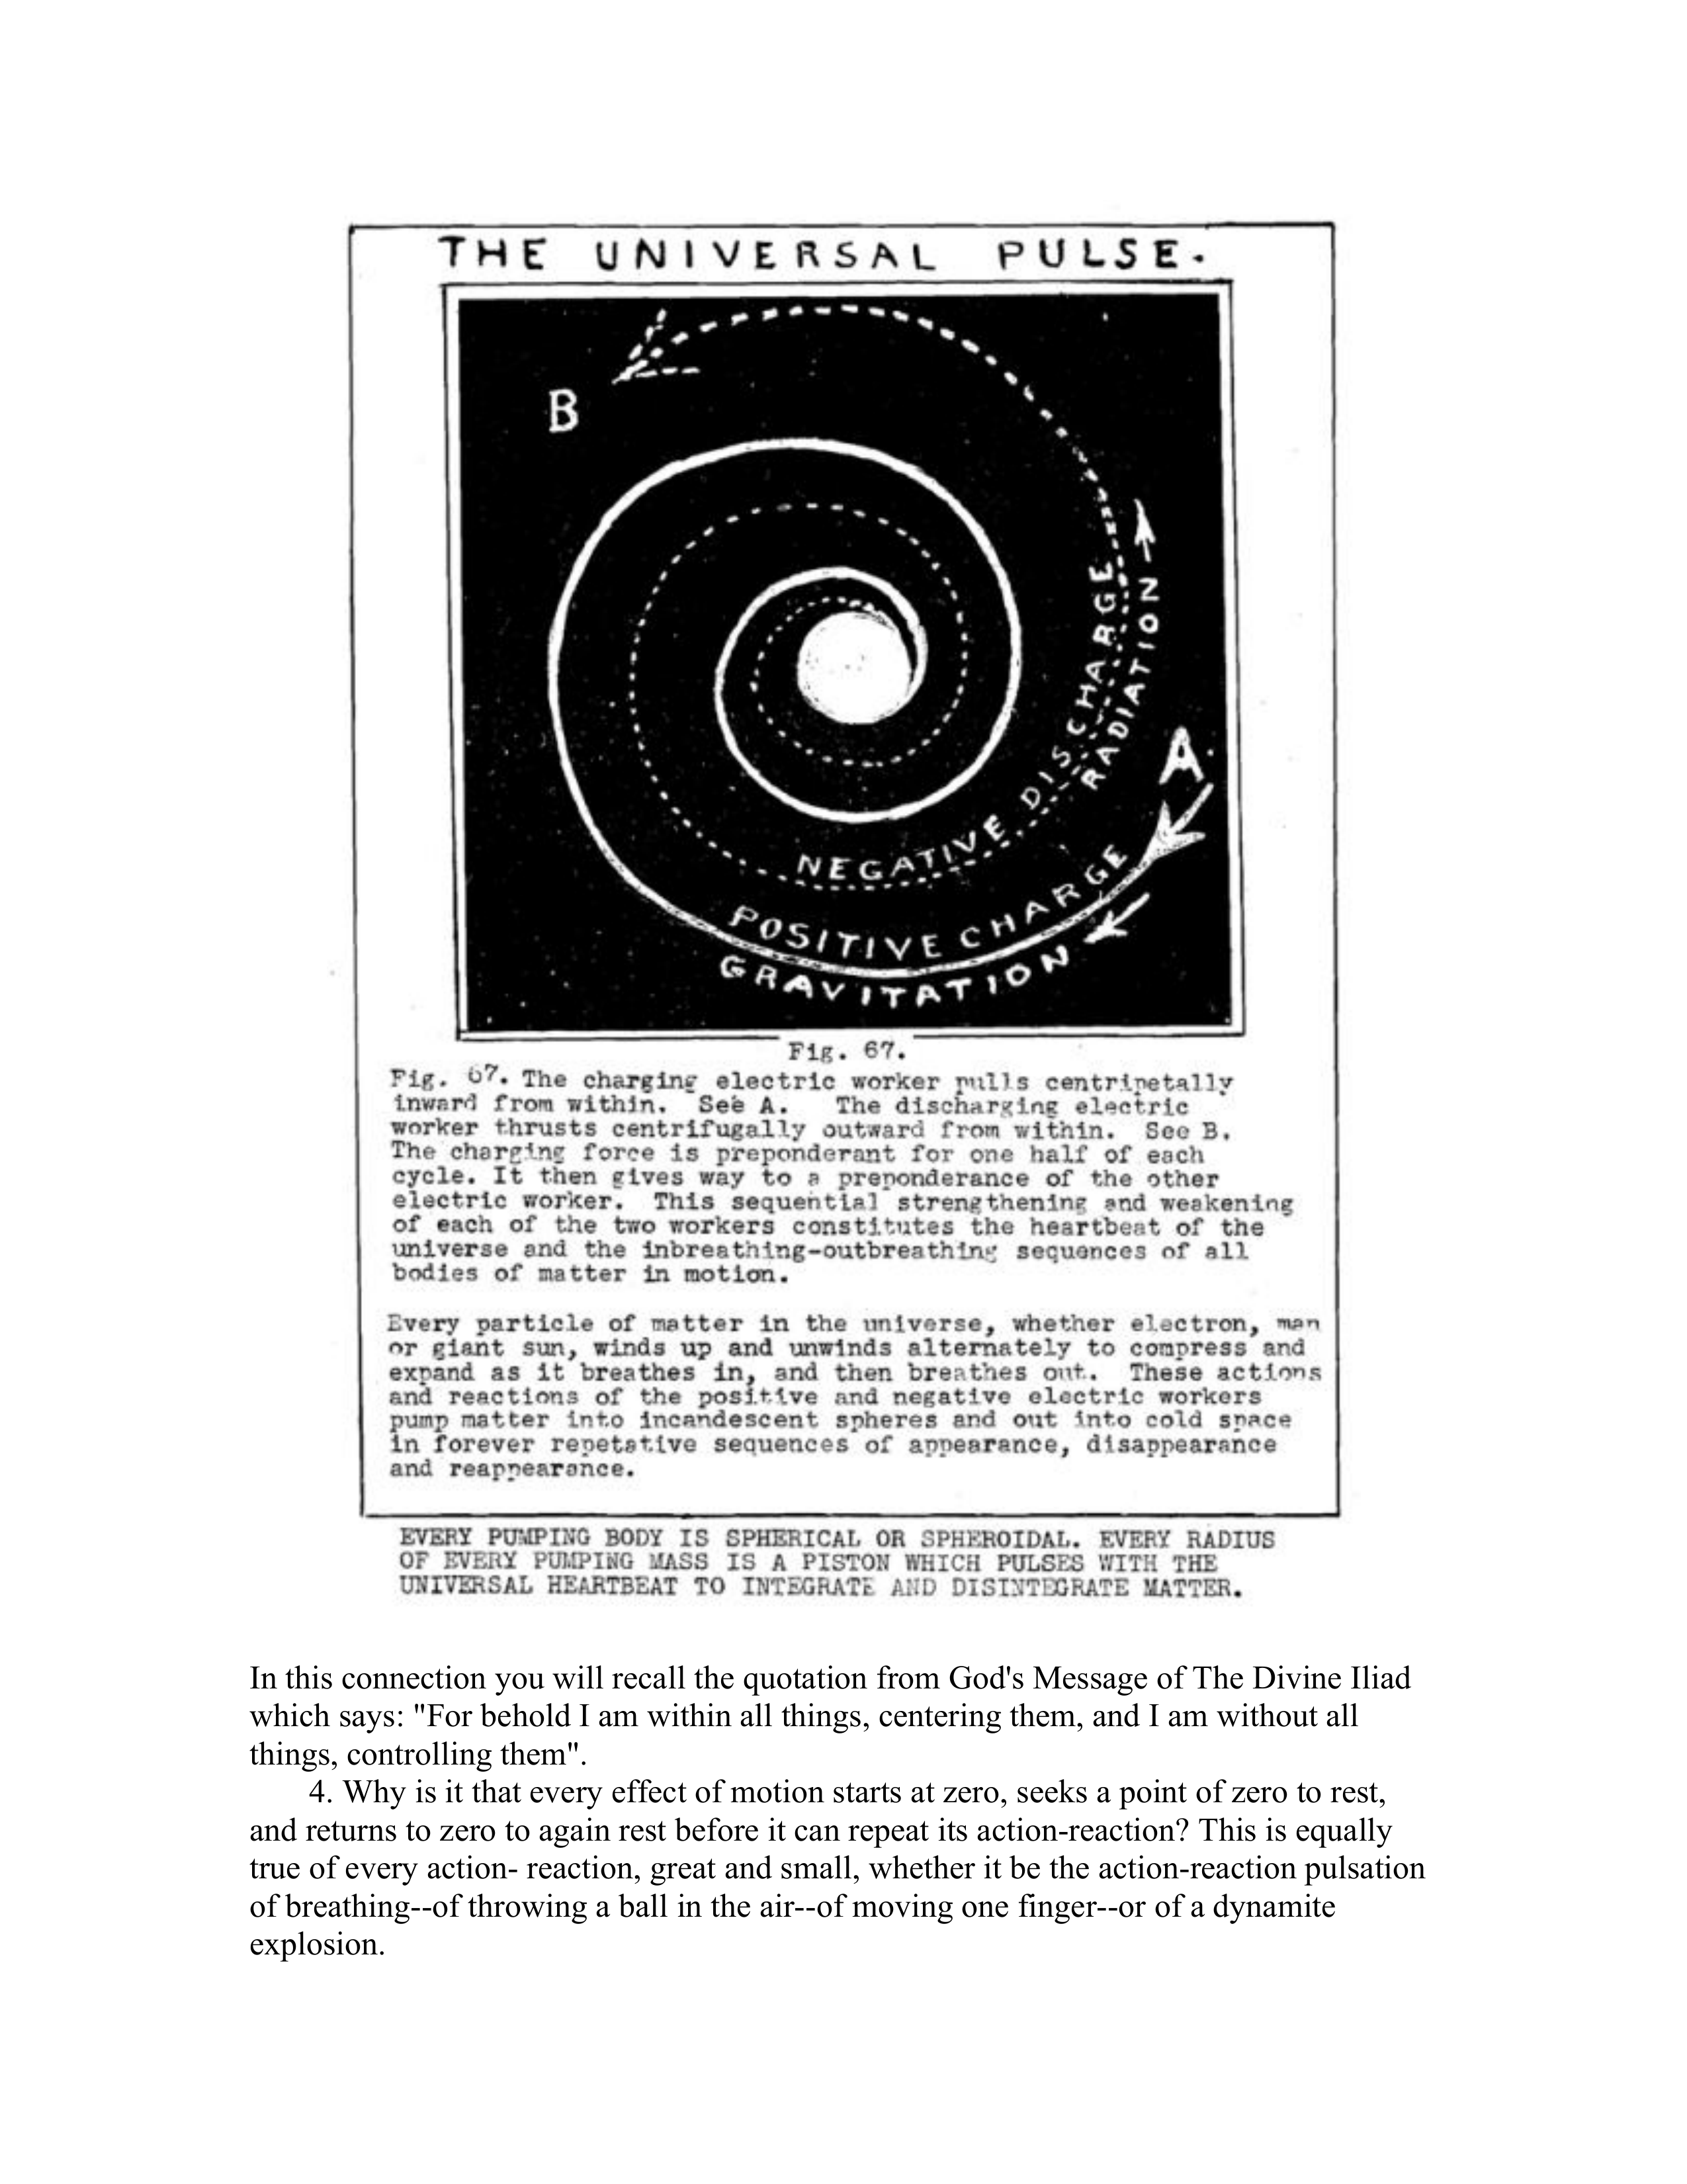 THE UNIVERSAL PULSE.
B
NEGATIVE DISCHARGE
RADIATION
A.
POSITIVE CHARGE
GRAVITATION
Fig. 67.
Fig. 67. The charging electric worker pulls centripetally
inward from within. See A. The discharging electric
worker thrusts centrifugally outward from within. See B.
The charging force is preponderant for one half of each
cycle. It then gives way to a preponderance of the other
electric worker. This sequential strengthening and weakening
of each of the two workers constitutes the heartbeat of the
universe and the inbreathing-outbreathing sequences of all
bodies of matter in motion.
Every particle of matter in the universe, whether electron, man
or giant sun, winds up and unwinds alternately to compress and
expand as it breathes in, and then breathes out. These actions
and reactions of the positive and negative electric workers
pump matter into incandescent spheres and out into cold space
in forever repetative sequences of appearance, disappearance
and reappearance.
EVERY PUMPING BODY IS SPHERICAL OR SPHEROIDAL. EVERY RADIUS
OF EVERY PUMPING MASS IS A PISTON WHICH PULSES WITH THE
UNIVERSAL HEARTBEAT TO INTEGRATE AND DISINTEGRATE MATTER.
In this connection you will recall the quotation from God's Message of The Divine Iliad
which says: "For behold I am within all things, centering them, and I am without all
things, controlling them".
4. Why is it that every effect of motion starts at zero, seeks a point of zero to rest,
and returns to zero to again rest before it can repeat its action-reaction? This is equally
true of every action- reaction, great and small, whether it be the action-reaction pulsation
of breathing--of throwing a ball in the air--of moving one finger--or of a dynamite
explosion.